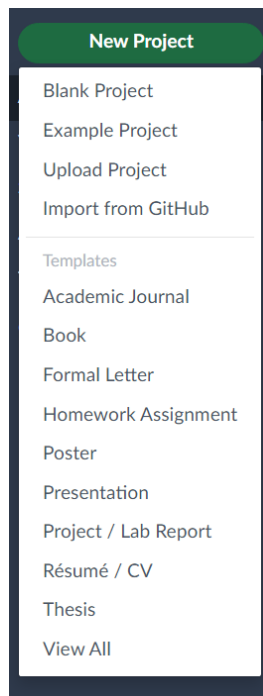 New Project
Blank Project
Example Project
Upload Project
Import from GitHub
Templates
Academic Journal
Book
Formal Letter
Homework Assignment
Poster
Presentation
Project / Lab Report
Résumé / CV
Thesis
View All